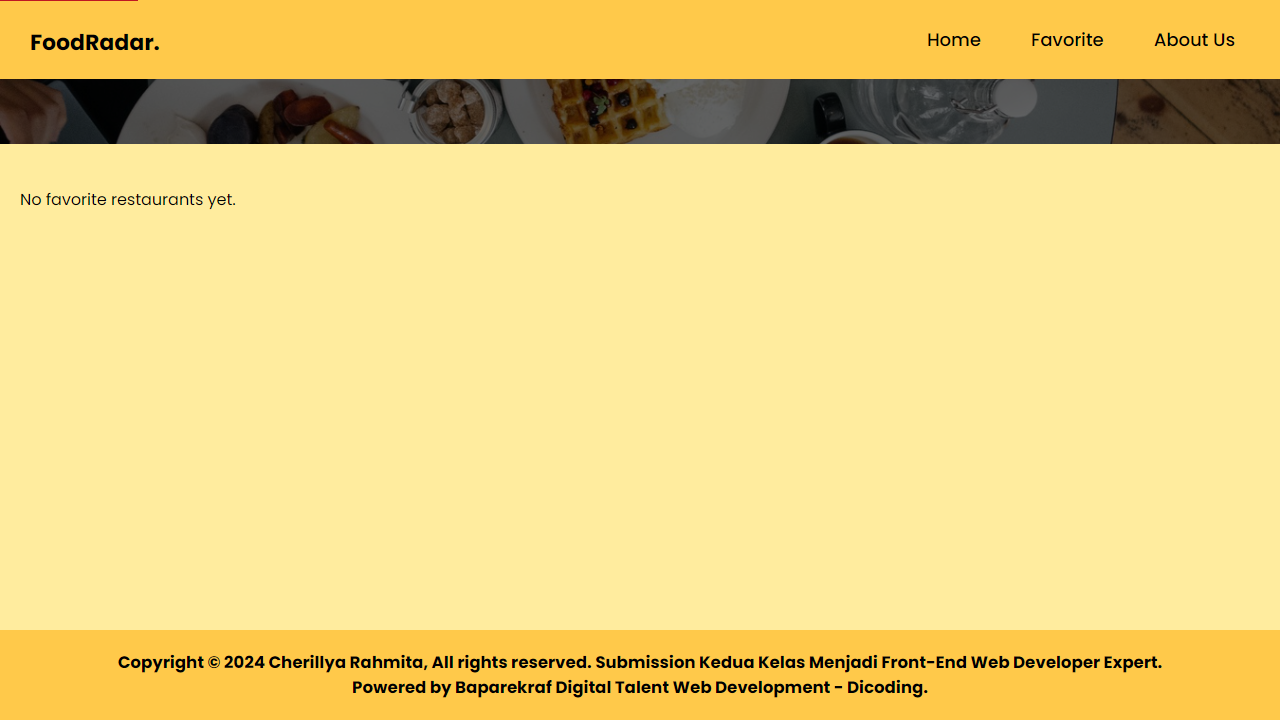 FoodRadar.
Home Favorite About Us
No favorite restaurants yet.
Copyright © 2024 Cherillya Rahmita, All rights reserved. Submission Kedua Kelas Menjadi Front-End Web Developer Expert.
Powered by Baparekraf Digital Talent Web Development - Dicoding.